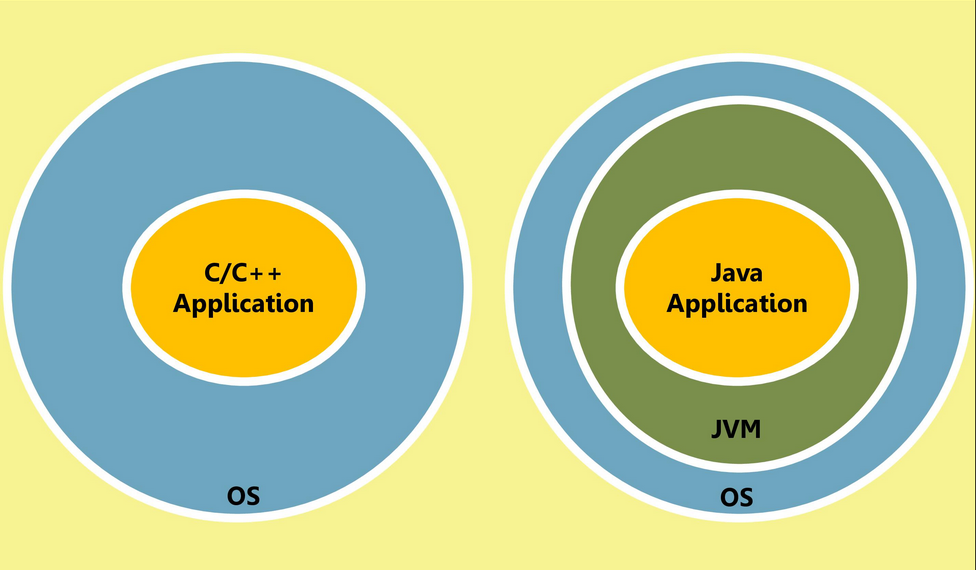 C/C++
Application
OS
Java
Application
JVM
OS